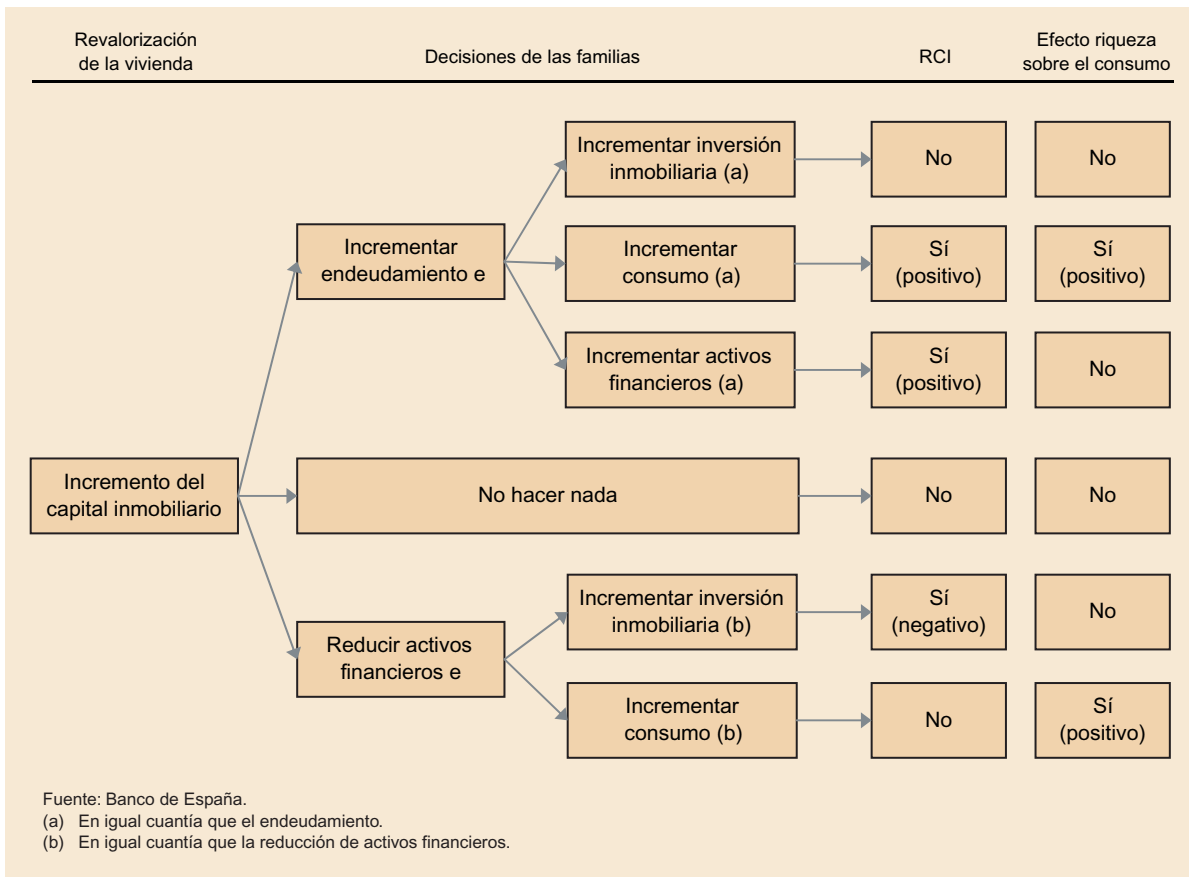 Revalorización
de la vivienda
Decisiones de las familias
RCI
Efecto riqueza
sobre el consumo
Incrementar inversión
inmobiliaria (a)
No
No
Incrementar
endeudamiento e
Incrementar
consumo (a)
Sí
(positivo)
Sí
(positivo)
Incrementar activos
financieros (a)
Sí
(positivo)
No
Incremento del
capital inmobiliario
No hacer nada
No
No
Incrementar inversión
inmobiliaria (b)
Sí
(negativo)
No
Reducir activos
financieros e
Incrementar
consumo (b)
No
Sí
(positivo)
Fuente: Banco de España.
(a) En igual cuantía que el endeudamiento.
(b) En igual cuantía que la reducción de activos financieros.